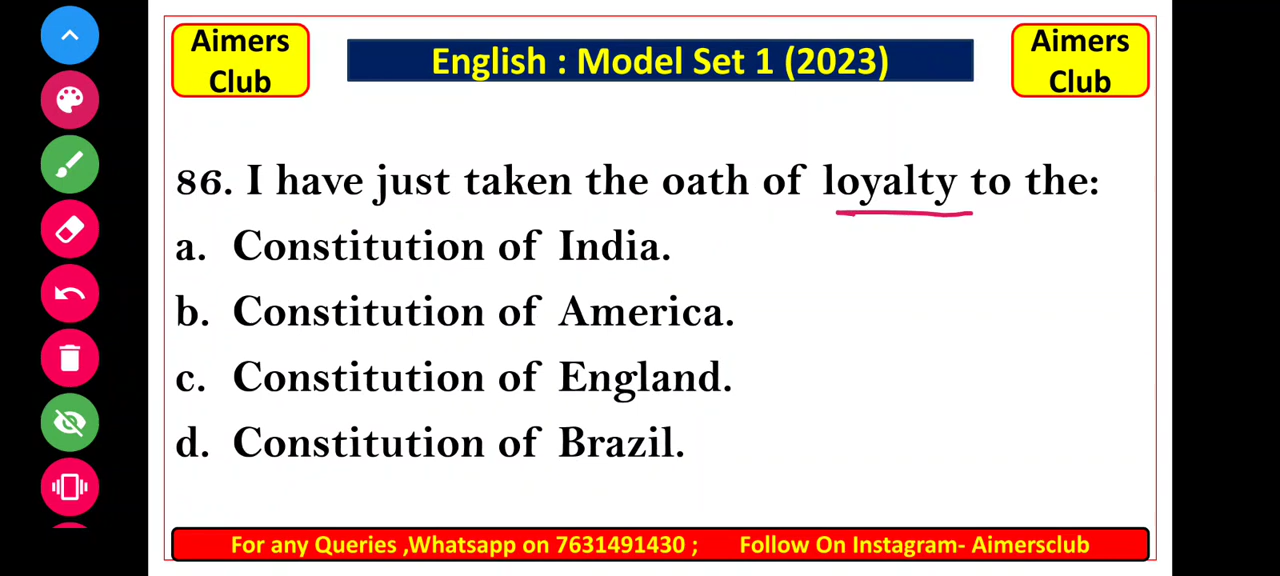 Aimers
Club
English : Model Set 1 (2023)
Aimers
Club
86. I have just taken the oath of loyalty to the:
a. Constitution of India.
b. Constitution of America.
c. Constitution of England.
d. Constitution of Brazil.
For any Queries ,Whatsapp on 7631491430 ; Follow On Instagram- Aimersclub